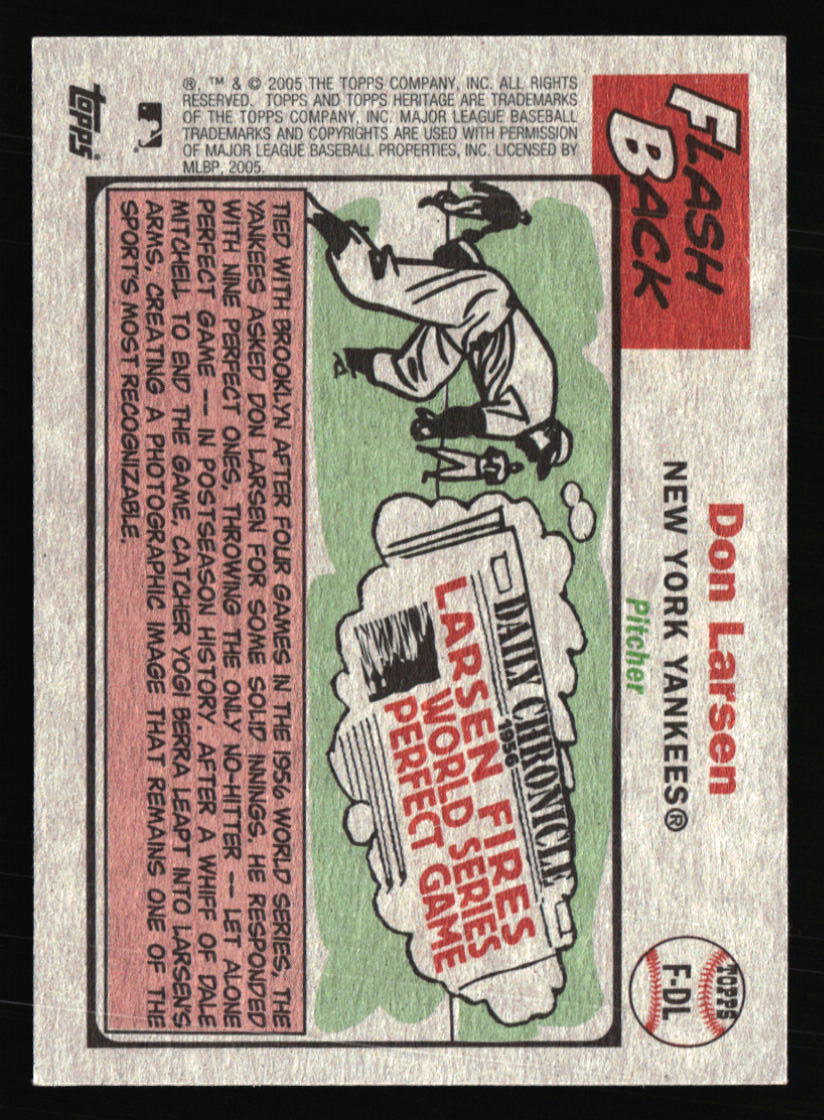 FLASH
BACK
Don Larsen
NEW YORK YANKEES®
Pitcher
TOPPS
F-DL
DAILY CHRONICLE
1956
LARSEN FIRES
WORLD SERIES
PERFECT GAME
TIED WITH BROOKLYN AFTER FOUR GAMES IN THE 1956 WORLD SERIES, THE
YANKEES ASKED DON LARSEN FOR SOME SOLID INNINGS. HE RESPONDED
WITH NINE PERFECT ONES, THROWING THE ONLY NO-HITTER -- LET ALONE
PERFECT GAME -- IN POSTSEASON HISTORY. AFTER A WHIFF OF DALE
MITCHELL TO END THE GAME, CATCHER YOGI BERRA LEAPT INTO LARSEN'S
ARMS, CREATING A PHOTOGRAPHIC IMAGE THAT REMAINS ONE OF THE
SPORT'S MOST RECOGNIZABLE.
®, ™ & © 2005 THE TOPPS COMPANY, INC. ALL RIGHTS
RESERVED. TOPPS AND TOPPS HERITAGE ARE TRADEMARKS
OF THE TOPPS COMPANY, INC. MAJOR LEAGUE BASEBALL
TRADEMARKS AND COPYRIGHTS ARE USED WITH PERMISSION
OF MAJOR LEAGUE BASEBALL PROPERTIES, INC. LICENSED BY
MLBP, 2005.
topps®